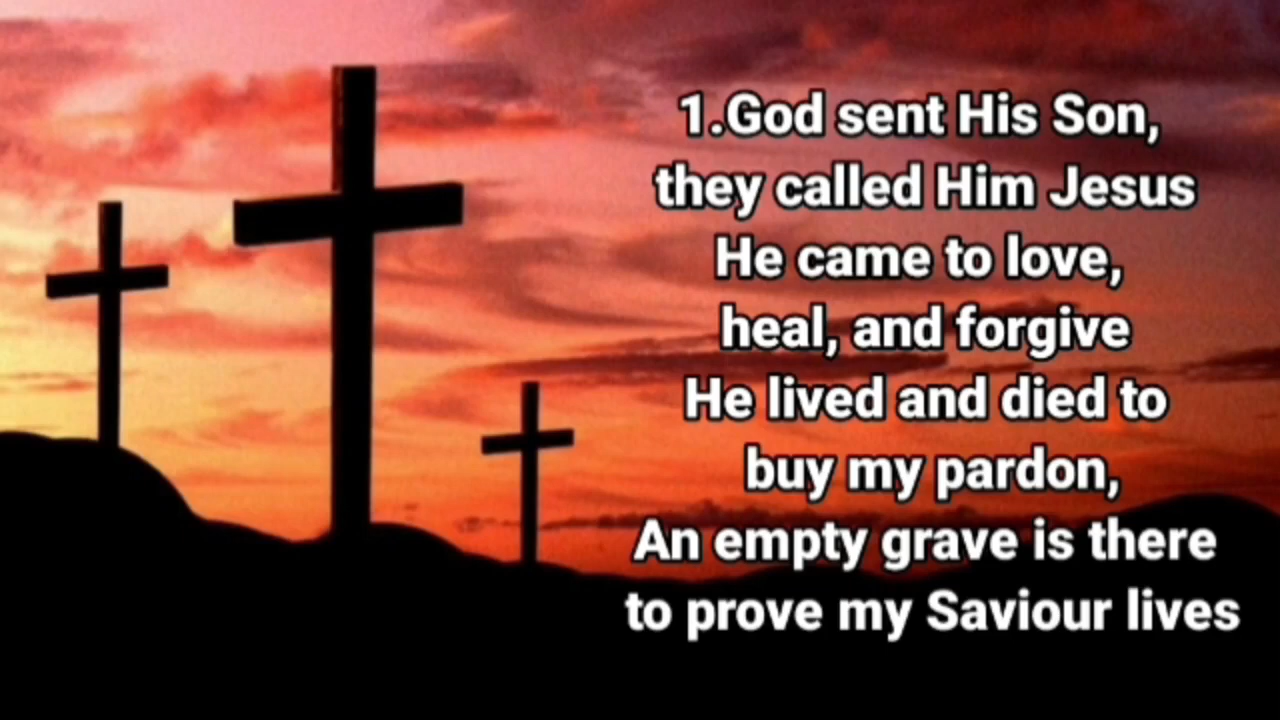 1.God sent His Son,
they called Him Jesus
He came to love,
heal, and forgive
He lived and died to
buy my pardon,
An empty grave is there
to prove my Saviour lives